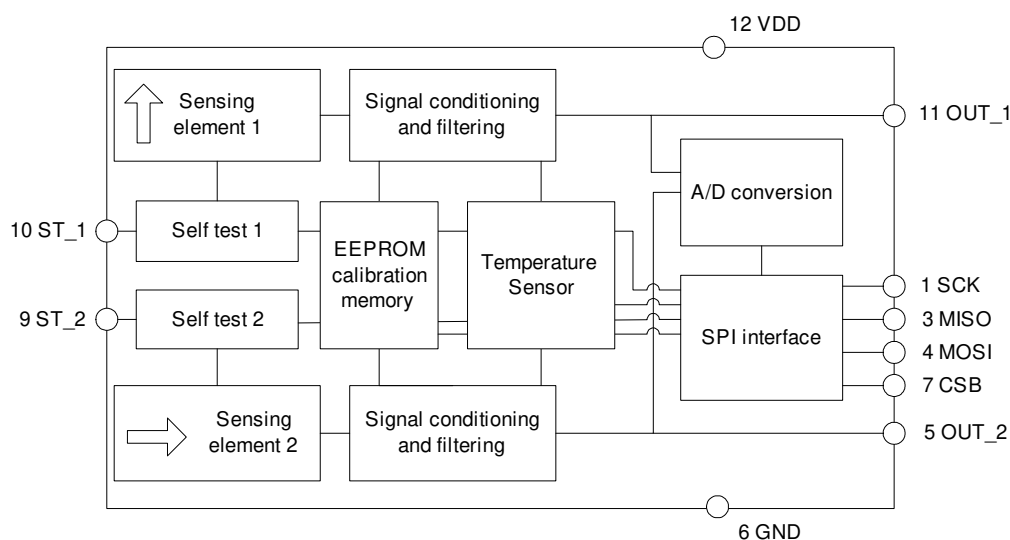 12 VDD
Sensing
element 1
Signal conditioning
and filtering
11 OUT_1
A/D conversion
10 ST_1
Self test 1
EEPROM
calibration
memory
Temperature
Sensor
9 ST_2
Self test 2
SPI interface
1 SCK
3 MISO
4 MOSI
7 CSB
Sensing
element 2
Signal conditioning
and filtering
5 OUT_2
6 GND